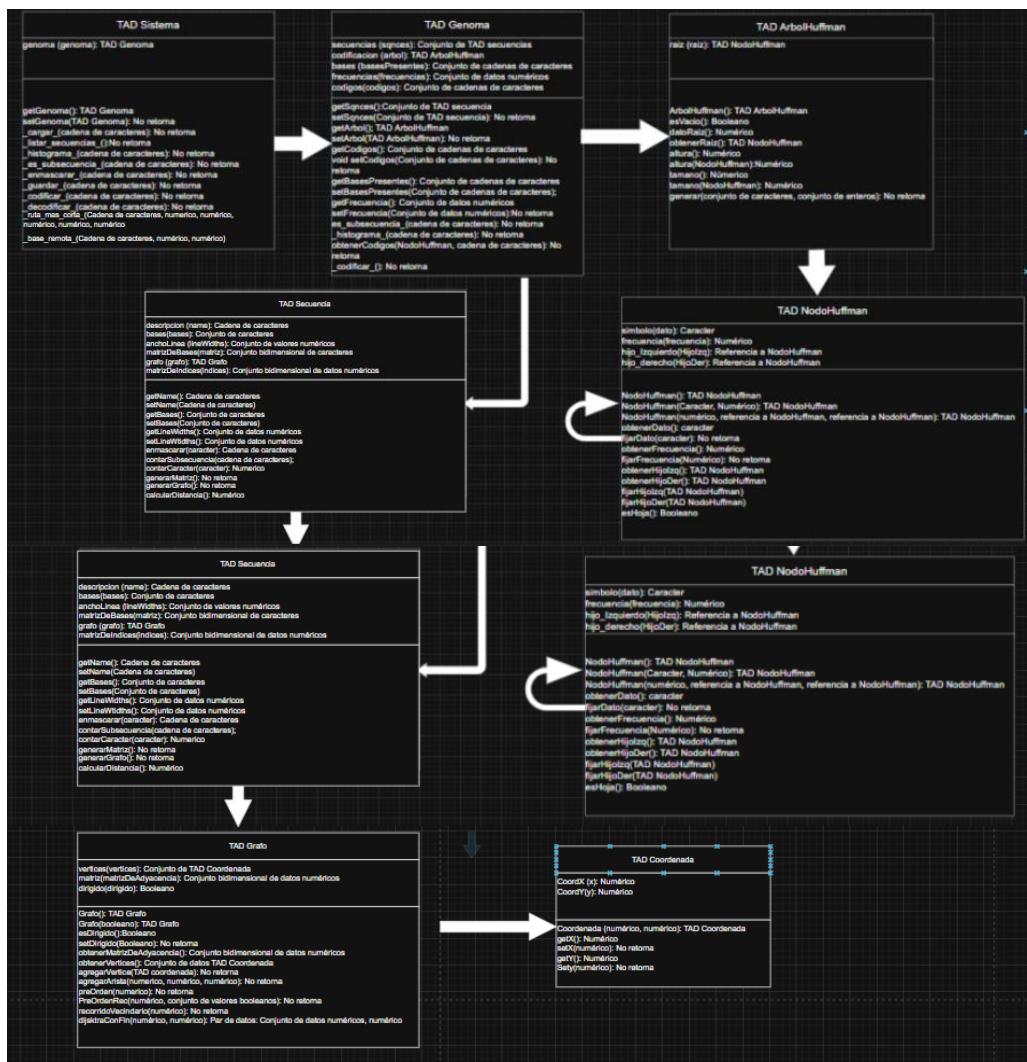 TAD Sistema
genoma (genoma): TAD Genoma
getGenoma(): TAD Genoma
setGenoma(TAD Genoma): No retorna
_cargar_(cadena de caracteres): No retorna
_listar_secuencias_():No retorna
_histograma_(cadena de caracteres): No retorna
_es_subsecuencia_(cadena de caracteres): No retorna
_enmascarar_(cadena de caracteres): No retorna
_guardar_(cadena de caracteres): No retorna
_codificar_(cadena de caracteres): No retorna
_decodificar_(cadena de caracteres): No retorna
_ruta_mas_corta_(Cadena de caracteres, numerico, numérico,
numérico, numérico, numérico
_base_remota_(Cadena de caracteres, numérico, numérico)
TAD Genoma
secuencias (sqnces): Conjunto de TAD secuencias
codificacion (arbol): TAD ArbolHuffman
bases (basesPresentes): Conjunto de cadenas de caracteres
frecuencias(frecuencias): Conjunto de datos numéricos
codigos(codigos): Conjunto de cadenas de caracteres
getSqnces():Conjunto de TAD secuencia
setSqnces(Conjunto de TAD secuencia): No retorna
getArbol(): TAD ArbolHuffman
setArbol(TAD ArbolHuffman): No retorna
getCodigos(): Conjunto de cadenas de caracteres
void setCodigos(Conjunto de cadenas de caracteres): No
retorna
getBasesPresentes(): Conjunto de cadenas de caracteres
setBasesPresentes(Conjunto de cadenas de caracteres);
getFrecuencia(): Conjunto de datos numéricos
setFrecuencia(Conjunto de datos numéricos):No retorna
es_subsecuencia_(cadena de caracteres): No retorna
_histograma_(cadena de caracteres): No retorna
obtenerCodigos(NodoHuffman, cadena de caracteres): No
retorna
_codificar_(): No retorna
TAD ArbolHuffman
raiz (raiz): TAD NodoHuffman
ArbolHuffman(): TAD ArbolHuffman
esVacio(): Booleano
datoRaiz(): Numérico
obtenerRaiz(): TAD NodoHuffman
altura(): Numérico
altura(NodoHuffman):Numérico
tamano(): Númerico
tamano(NodoHuffman): Numérico
generar(conjunto de caracteres, conjunto de enteros): No retorna
TAD Secuencia
descripcion (name): Cadena de caracteres
bases(bases): Conjunto de caracteres
anchoLinea (lineWidths): Conjunto de valores numéricos
matrizDeBases(matriz): Conjunto bidimensional de caracteres
grafo (grafo): TAD Grafo
matrizDeIndices(indices): Conjunto bidimensional de datos numéricos
getName(): Cadena de caracteres
setName(Cadena de caracteres)
getBases(): Conjunto de caracteres
setBases(Conjunto de caracteres)
getLineWidths(): Conjunto de datos numéricos
setLineWtidths(): Conjunto de datos numéricos
enmascarar(caracter): Cadena de caracteres
contarSubsecuencia(cadena de caracteres);
contarCaracter(caracter): Numerico
generarMatriz(): No retorna
generarGrafo(): No retorna
calcularDistancia(): Numérico
TAD NodoHuffman
simbolo(dato): Caracter
frecuencia(frecuencia): Numérico
hijo_Izquierdo(HijoIzq): Referencia a NodoHuffman
hijo_derecho(HijoDer): Referencia a NodoHuffman
NodoHuffman(): TAD NodoHuffman
NodoHuffman(Caracter, Numérico): TAD NodoHuffman
NodoHuffman(numérico, referencia a NodoHuffman, referencia a NodoHuffman): TAD NodoHuffman
obtenerDato(): caracter
fijarDato(caracter): No retorna
obtenerFrecuencia(): Numérico
fijarFrecuencia(Numérico): No retorna
obtenerHijoIzq(): TAD NodoHuffman
obtenerHijoDer(): TAD NodoHuffman
fijarHijoIzq(TAD NodoHuffman)
fijarHijoDer(TAD NodoHuffman)
esHoja(): Booleano
TAD Secuencia
descripcion (name): Cadena de caracteres
bases(bases): Conjunto de caracteres
anchoLinea (lineWidths): Conjunto de valores numéricos
matrizDeBases(matriz): Conjunto bidimensional de caracteres
grafo (grafo): TAD Grafo
matrizDeIndices(indices): Conjunto bidimensional de datos numéricos
getName(): Cadena de caracteres
setName(Cadena de caracteres)
getBases(): Conjunto de caracteres
setBases(Conjunto de caracteres)
getLineWidths(): Conjunto de datos numéricos
setLineWtidths(): Conjunto de datos numéricos
enmascarar(caracter): Cadena de caracteres
contarSubsecuencia(cadena de caracteres);
contarCaracter(caracter): Numerico
generarMatriz(): No retorna
generarGrafo(): No retorna
calcularDistancia(): Numérico
TAD NodoHuffman
simbolo(dato): Caracter
frecuencia(frecuencia): Numérico
hijo_Izquierdo(HijoIzq): Referencia a NodoHuffman
hijo_derecho(HijoDer): Referencia a NodoHuffman
NodoHuffman(): TAD NodoHuffman
NodoHuffman(Caracter, Numérico): TAD NodoHuffman
NodoHuffman(numérico, referencia a NodoHuffman, referencia a NodoHuffman): TAD NodoHuffman
obtenerDato(): caracter
fijarDato(caracter): No retorna
obtenerFrecuencia(): Numérico
fijarFrecuencia(Numérico): No retorna
obtenerHijoIzq(): TAD NodoHuffman
obtenerHijoDer(): TAD NodoHuffman
fijarHijoIzq(TAD NodoHuffman)
fijarHijoDer(TAD NodoHuffman)
esHoja(): Booleano
TAD Grafo
vertices(vertices): Conjunto de TAD Coordenada
matriz(matrizDeAdyacencia): Conjunto bidimensional de datos numéricos
dirigido(dirigido): Booleano
Grafo(): TAD Grafo
Grafo(booleano): TAD Grafo
esDirigido():Booleano
setDirigido(Booleano): No retorna
obtenerMatrizDeAdyacencia(): Conjunto bidimensional de datos numéricos
obtenerVertices(): Conjunto de datos TAD Coordenada
agregarVertice(TAD coordenada): No retorna
agregarArista(numerico, numérico, numérico): No retorna
preOrden(numerico): No retorna
PreOrdenRec(numérico, conjunto de valores booleanos): No retorna
recorridoVecindario(numérico): No retorna
dijsktraConFin(numérico, numérico): Par de datos: Conjunto de datos numéricos, numérico
TAD Coordenada
CoordX (x): Numérico
CoordY(y): Numérico
Coordenada (numérico, numérico): TAD Coordenada
getX(): Numérico
setX(numérico): No retorna
getY(): Numérico
Sety(numérico): No retorna